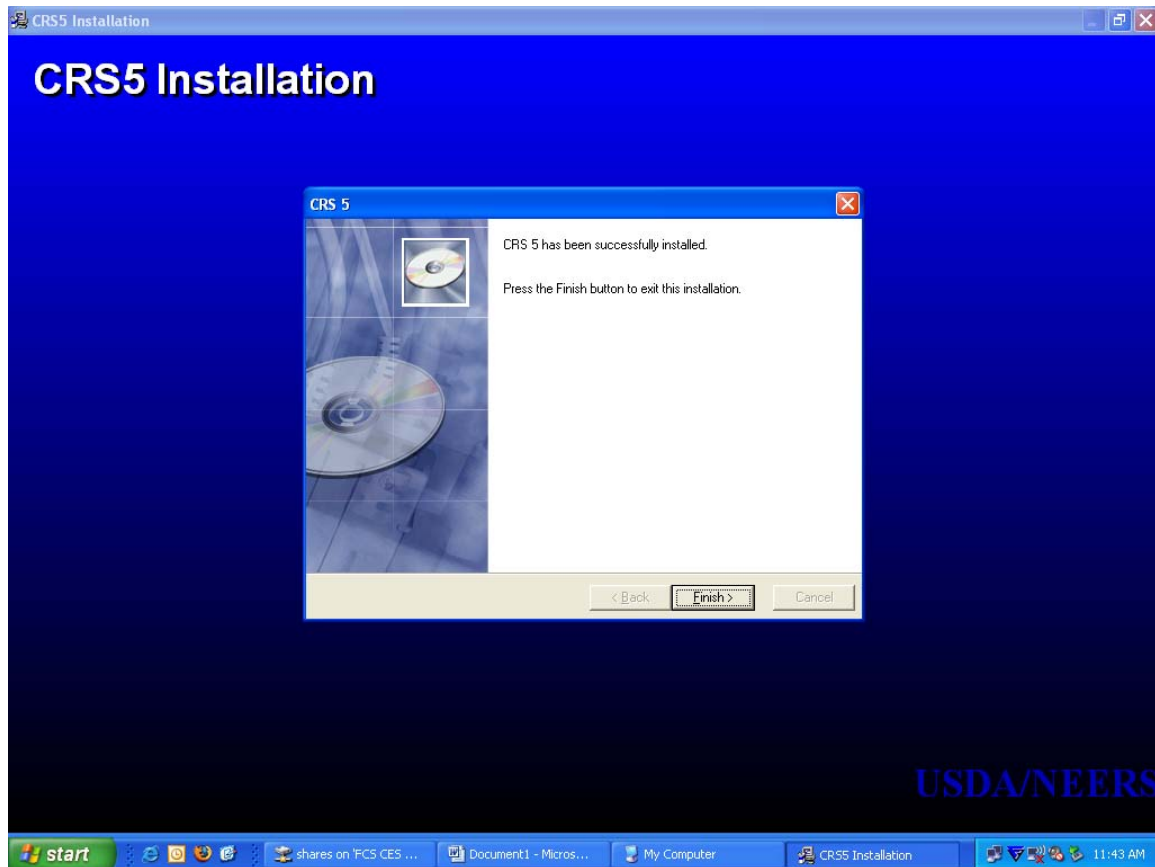 CRS5 Installation
CRS5 Installation
CRS 5
CRS 5 has been successfully installed.
Press the Finish button to exit this installation.
< Back
Finish >
Cancel
USDA/NEERS
start
shares on 'FCS CES ...
Document1 - Micros...
My Computer
CRS5 Installation
11:43 AM